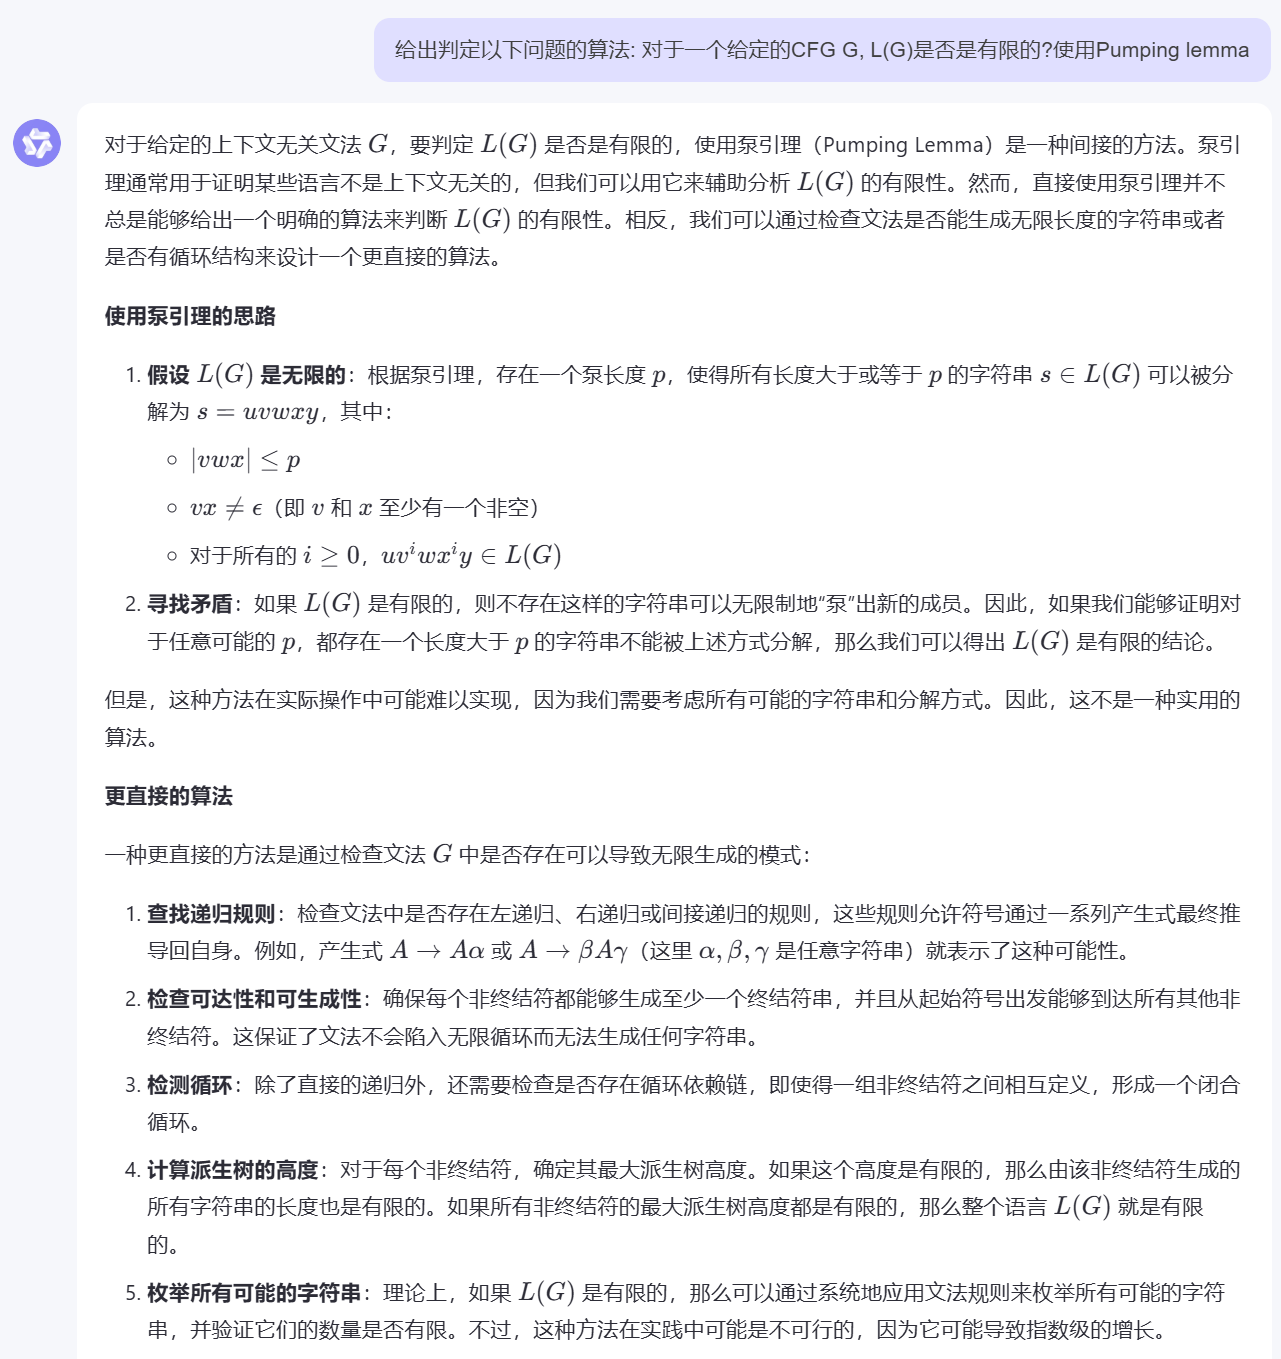 给出判定以下问题的算法: 对于一个给定的CFG G, L(G)是否是有限的?使用Pumping lemma
对于给定的上下文无关文法 G，要判定 L(G) 是否是有限的，使用泵引理（Pumping Lemma）是一种间接的方法。泵引
理通常用于证明某些语言不是上下文无关的，但我们可以用它来辅助分析 L(G) 的有限性。然而，直接使用泵引理并不
总是能够给出一个明确的算法来判断 L(G) 的有限性。相反，我们可以通过检查文法是否能生成无限长度的字符串或者
是否有循环结构来设计一个更直接的算法。
使用泵引理的思路
1. 假设 L(G) 是无限的：根据泵引理，存在一个泵长度 p，使得所有长度大于或等于 p 的字符串 s ∈ L(G) 可以被分
解为 s = uvwxy，其中：
|vwx| ≤ p
vx ≠ ϵ（即 v 和 x 至少有一个非空）
对于所有的 i ≥ 0，uvⁱwxⁱy ∈ L(G)
2. 寻找矛盾：如果 L(G) 是有限的，则不存在这样的字符串可以无限制地“泵”出新的成员。因此，如果我们能够证明对
于任意可能的 p，都存在一个长度大于 p 的字符串不能被上述方式分解，那么我们可以得出 L(G) 是有限的结论。
但是，这种方法在实际操作中可能难以实现，因为我们需要考虑所有可能的字符串和分解方式。因此，这不是一种实用的
算法。
更直接的算法
一种更直接的方法是通过检查文法 G 中是否存在可以导致无限生成的模式：
1. 查找递归规则：检查文法中是否存在左递归、右递归或间接递归的规则，这些规则允许符号通过一系列产生式最终推
导回自身。例如，产生式 A → Aα 或 A → βAγ（这里 α, β, γ 是任意字符串）就表示了这种可能性。
2. 检查可达性和可生成性：确保每个非终结符都能够生成至少一个终结符串，并且从起始符号出发能够到达所有其他非
终结符。这保证了文法不会陷入无限循环而无法生成任何字符串。
3. 检测循环：除了直接的递归外，还需要检查是否存在循环依赖链，即使得一组非终结符之间相互定义，形成一个闭合
循环。
4. 计算派生树的高度：对于每个非终结符，确定其最大派生树高度。如果这个高度是有限的，那么由该非终结符生成的
所有字符串的长度也是有限的。如果所有非终结符的最大派生树高度都是有限的，那么整个语言 L(G) 就是有限
的。
5. 枚举所有可能的字符串：理论上，如果 L(G) 是有限的，那么可以通过系统地应用文法规则来枚举所有可能的字符
串，并验证它们的数量是否有限。不过，这种方法在实践中可能是不可行的，因为它可能导致指数级的增长。